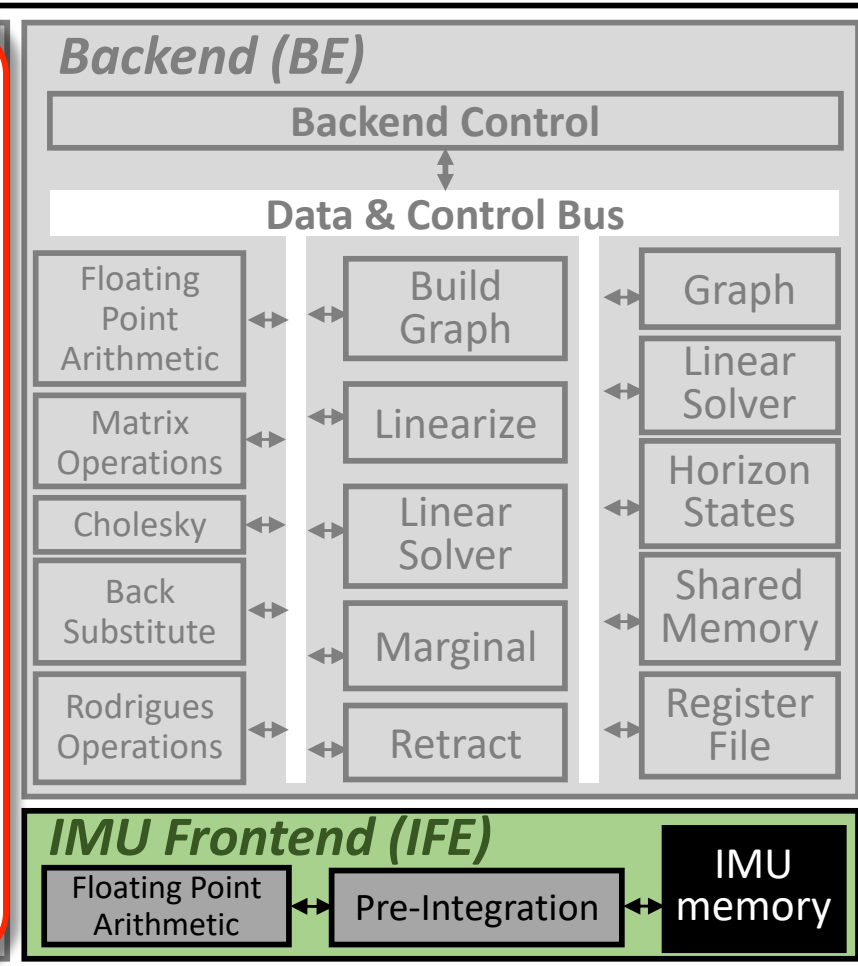 Backend (BE)
Backend Control
Data & Control Bus
Floating
Point
Arithmetic
Matrix
Operations
Cholesky
Back
Substitute
Rodrigues
Operations
Build
Graph
Linearize
Linear
Solver
Marginal
Retract
Graph
Linear
Solver
Horizon
States
Shared
Memory
Register
File
IMU Frontend (IFE)
Floating Point
Arithmetic
Pre-Integration
IMU
memory